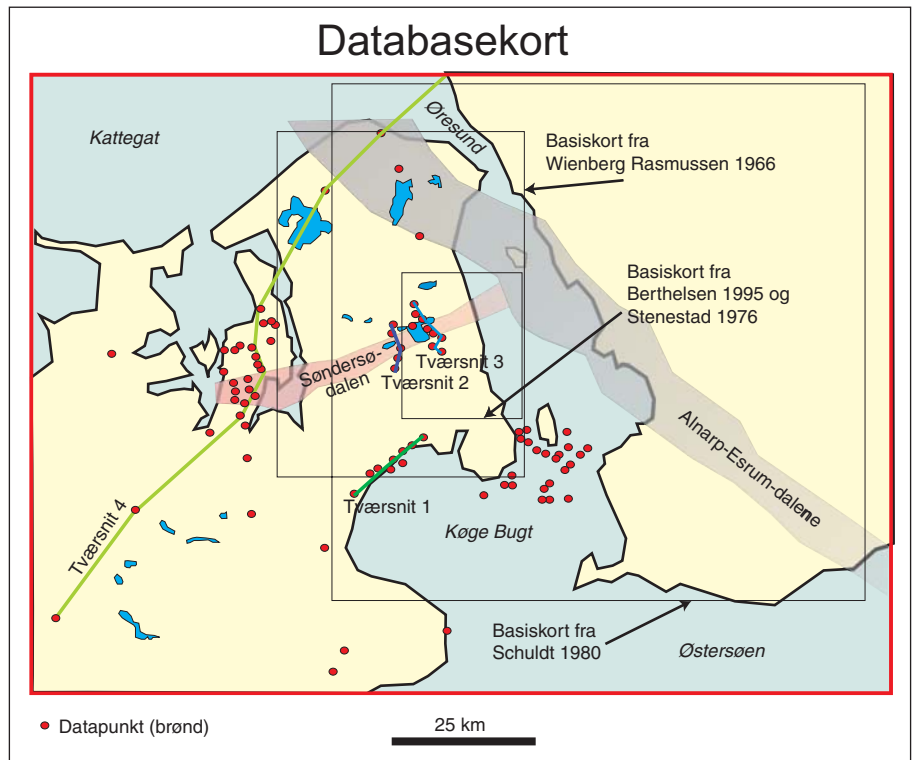 Databasekort
Kattegat
Øresund
Basiskort fra
Wienberg Rasmussen 1966
Basiskort fra
Berthelsen 1995 og
Stenestad 1976
Søndersø-
dalen
Tværsnit 3
Tværsnit 2
Alnarp-Esrum-dalene
Tværsnit 1
Tværsnit 4
Køge Bugt
Basiskort fra
Schuldt 1980
Østersøen
Datapunkt (brønd)
25 km